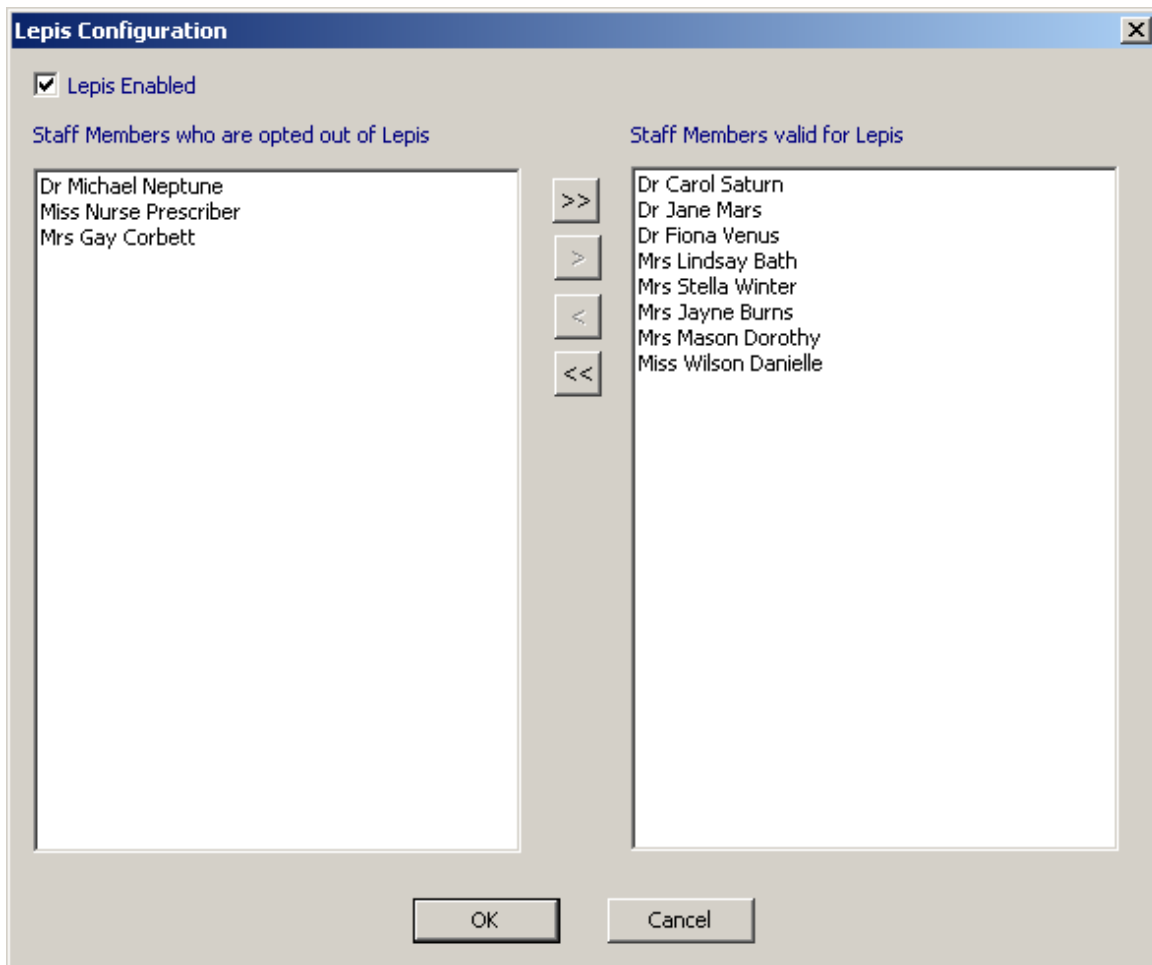 Lepis Configuration
Lepis Enabled
Staff Members who are opted out of Lepis
Dr Michael Neptune
Miss Nurse Prescriber
Mrs Gay Corbett
>>
>
<
<<
Staff Members valid for Lepis
Dr Carol Saturn
Dr Jane Mars
Dr Fiona Venus
Mrs Lindsay Bath
Mrs Stella Winter
Mrs Jayne Burns
Mrs Mason Dorothy
Miss Wilson Danielle
OK
Cancel